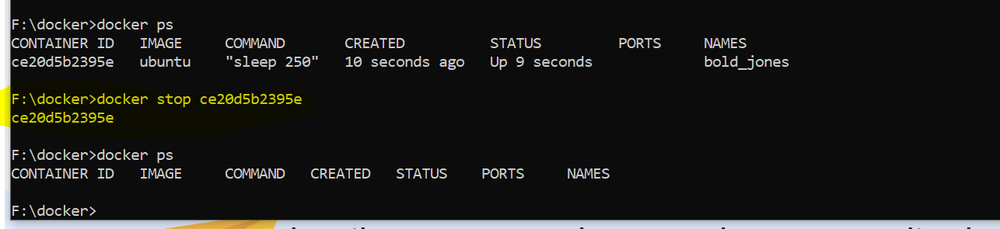 F:\docker>docker ps
CONTAINER ID   IMAGE     COMMAND       CREATED          STATUS         PORTS     NAMES
ce20d5b2395e   ubuntu    "sleep 250"   10 seconds ago   Up 9 seconds             bold_jones
F:\docker>docker stop ce20d5b2395e
ce20d5b2395e
F:\docker>docker ps
CONTAINER ID   IMAGE     COMMAND   CREATED   STATUS    PORTS     NAMES
F:\docker>